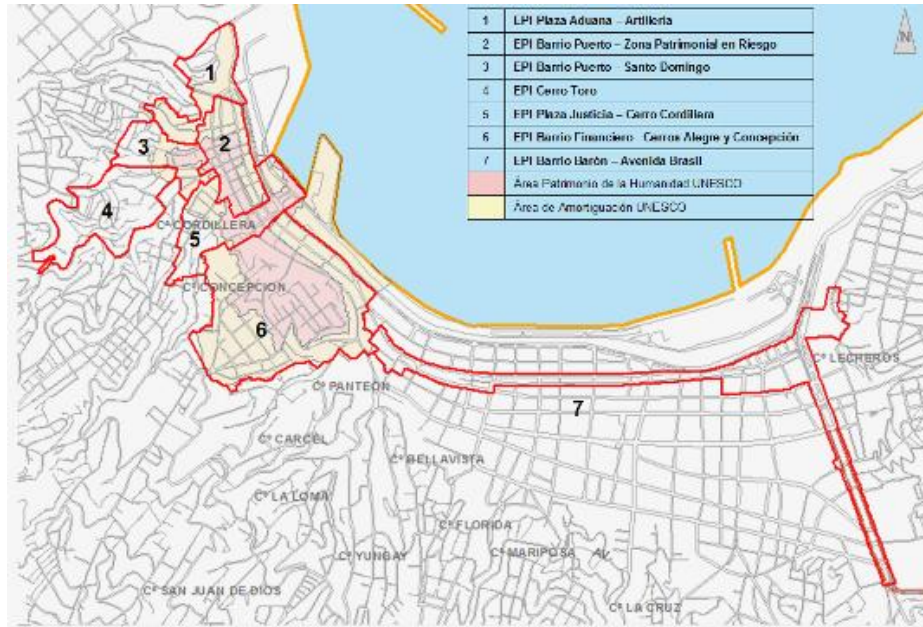 1 EPI Plaza Aduana – Artillería
2 EPI Barrio Puerto – Zona Patrimonial en Riesgo
3 EPI Barrio Puerto – Santo Domingo
4 EPI Cerro Toro
5 EPI Plaza Justicia – Cerro Cordillera
6 EPI Barrio Financiero - Cerros Alegre y Concepción
7 EPI Barrio Barón – Avenida Brasil
Área Patrimonio de la Humanidad UNESCO
Área de Amortiguación UNESCO
N
1
2
3
4
Cº CORDILLERA
5
Cº CONCEPCION
6
Cº LECHEROS
Cº PANTEON
7
Cº CARCEL
Cº BELLAVISTA
Cº LA LOMA
Cº FLORIDA
Cº YUNGAY
Cº MARIPOSA
AV
Cº SAN JUAN DE DIOS
Cº LA CRUZ